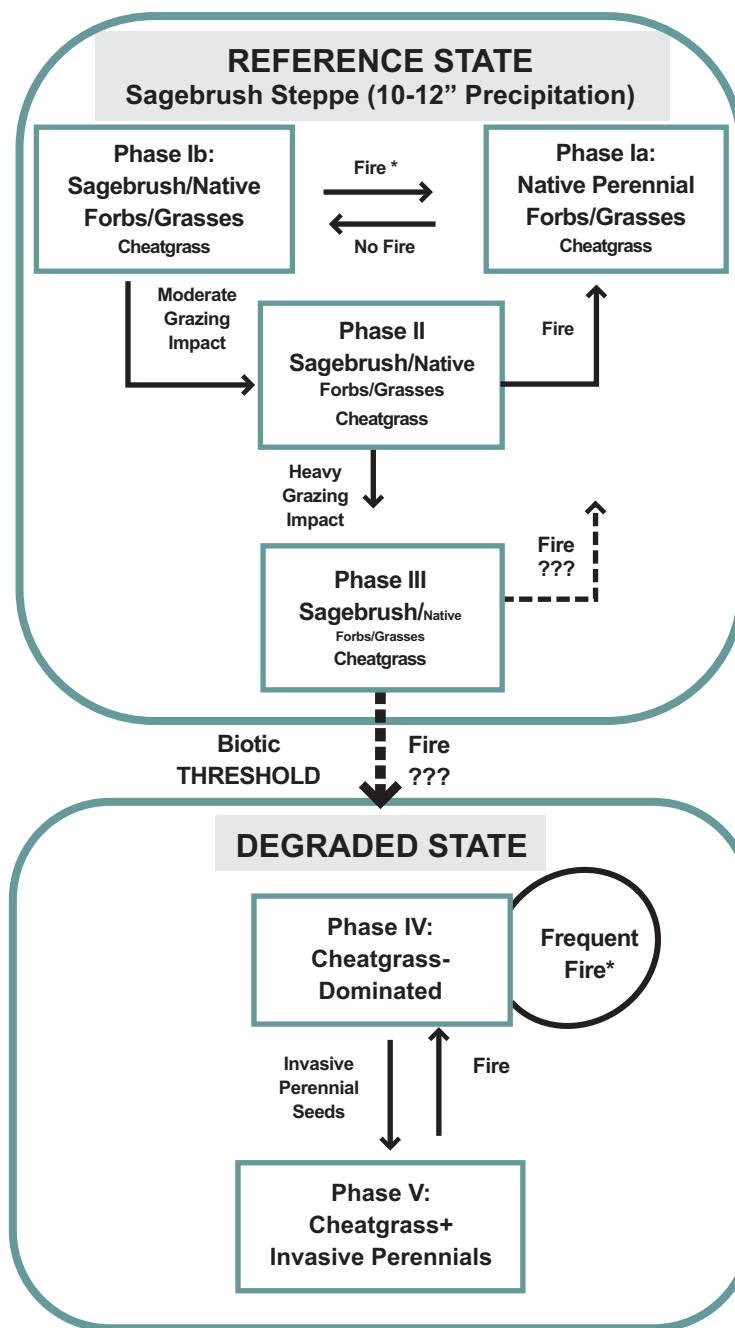 REFERENCE STATE
Sagebrush Steppe (10-12” Precipitation)
Phase Ib:
Sagebrush/Native
Forbs/Grasses
Cheatgrass
Fire *
No Fire
Phase Ia:
Native Perennial
Forbs/Grasses
Cheatgrass
Moderate
Grazing
Impact
Phase II
Sagebrush/Native
Forbs/Grasses
Cheatgrass
Fire
Heavy
Grazing
Impact
Phase III
Sagebrush/Native
Forbs/Grasses
Cheatgrass
Fire
???
Biotic
THRESHOLD
Fire
???
DEGRADED STATE
Phase IV:
Cheatgrass-
Dominated
Frequent
Fire*
Invasive
Perennial
Seeds
Fire
Phase V:
Cheatgrass+
Invasive Perennials